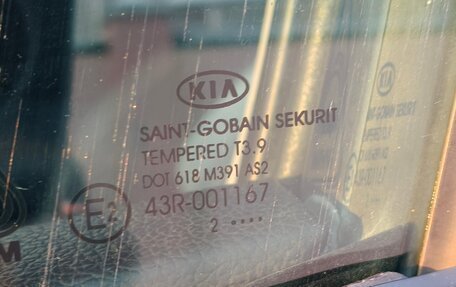 KIA
SAINT-GOBAIN SEKURIT
TEMPERED T3.9
DOT 618 M391 AS2
E2 43R-001167
2 ••••
M